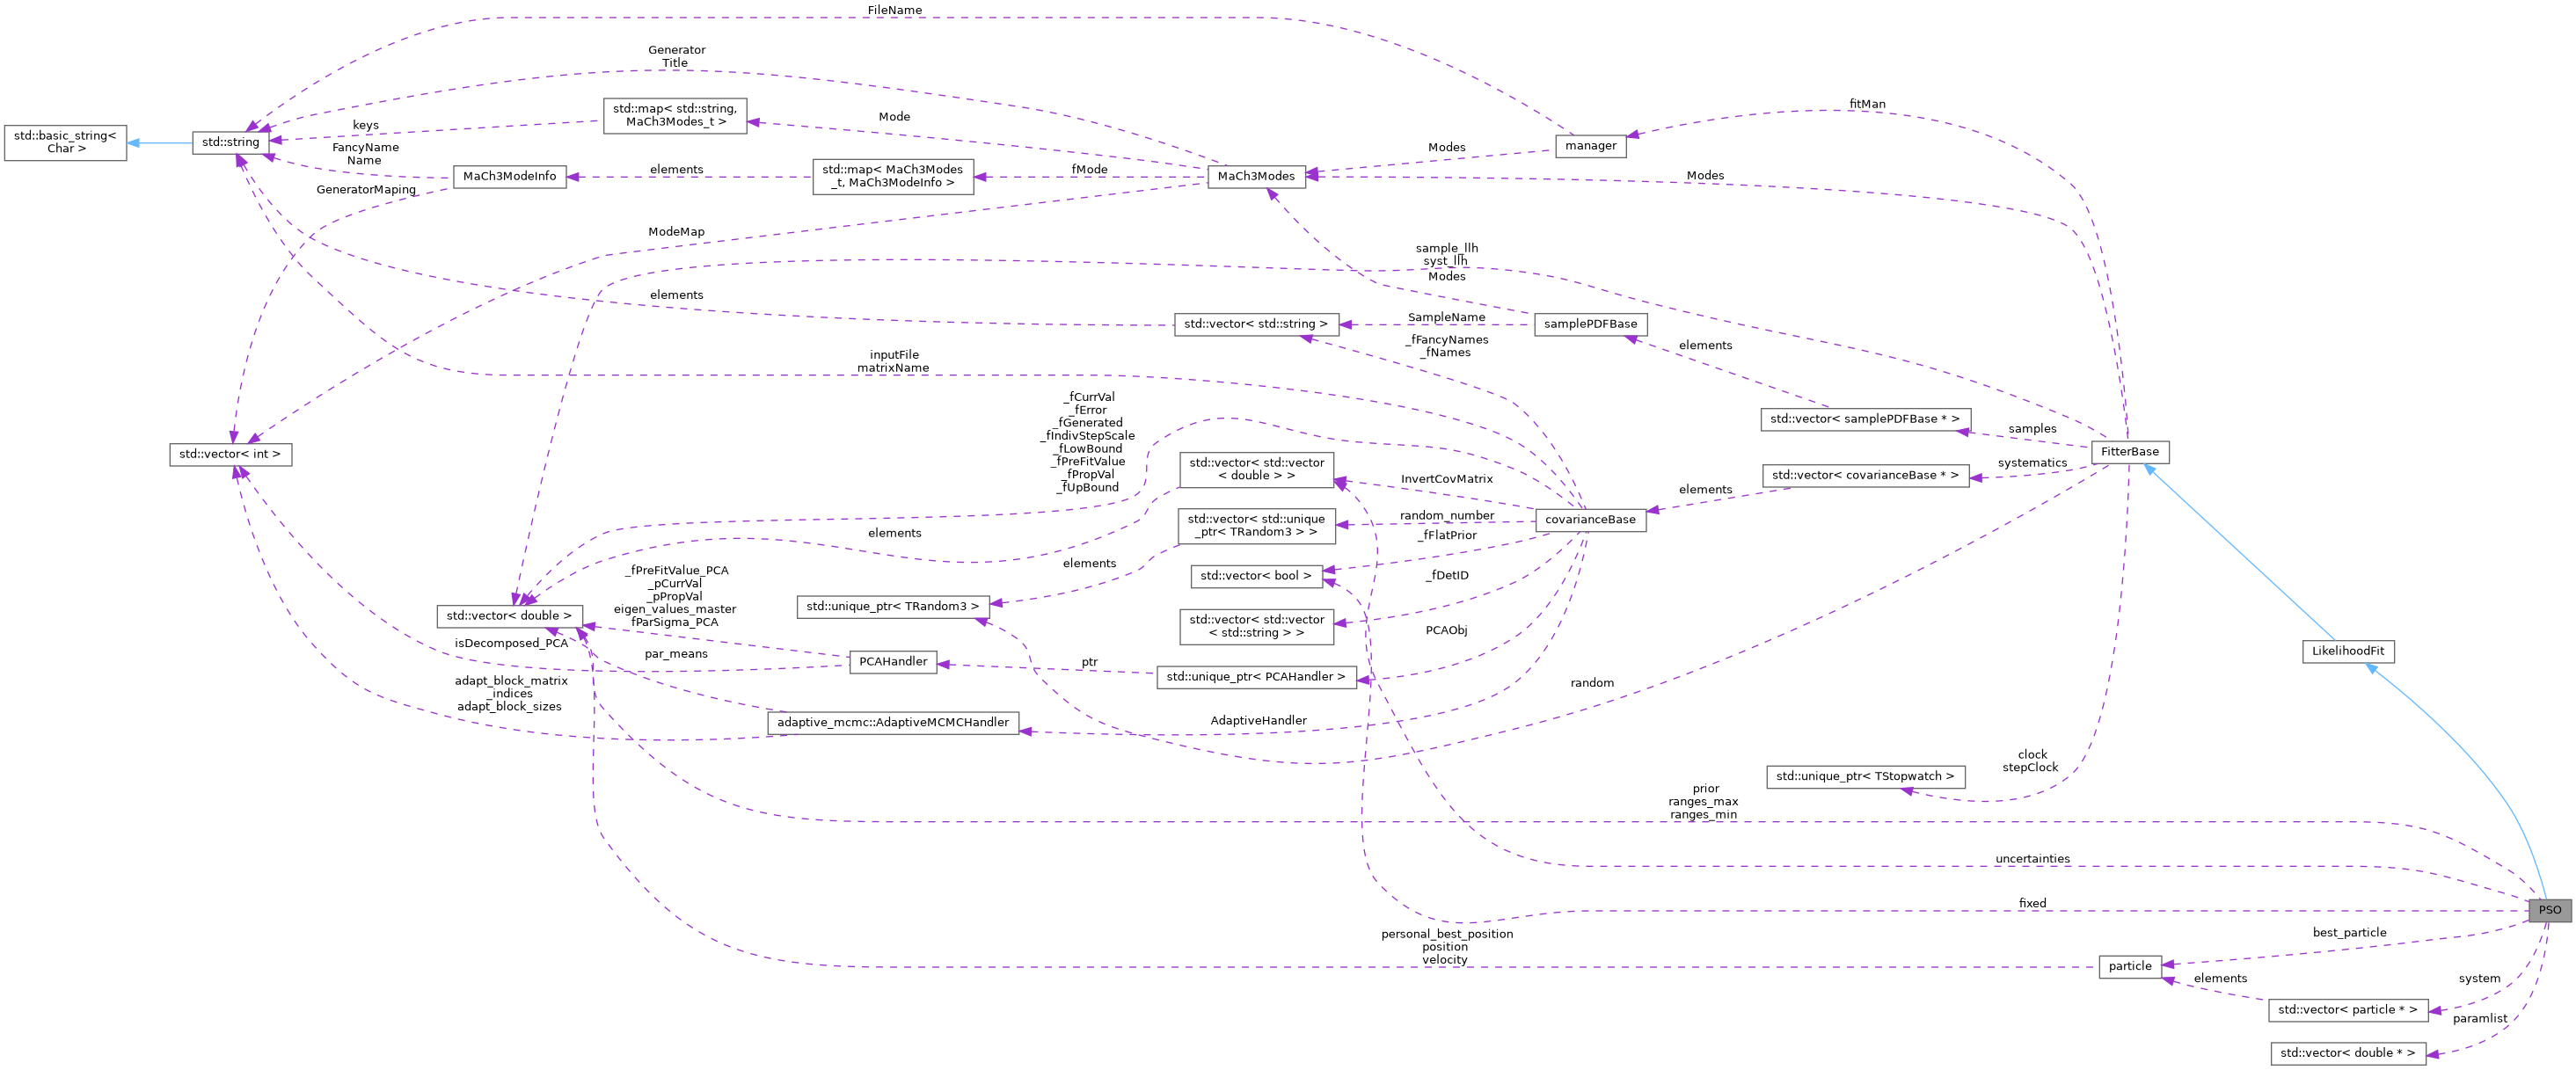 FileName
Generator
Title
std::map< std::string,
MaCh3Modes_t >
fitMan
Mode
keys
std::basic_string<
Char >
std::string
manager
FancyName
Name
Modes
MaCh3ModeInfo
elements
std::map< MaCh3Modes
_t, MaCh3ModeInfo >
fMode
MaCh3Modes
Modes
GeneratorMaping
ModeMap
sample_llh
syst_llh
Modes
elements
std::vector< std::string >
SampleName
samplePDFBase
_fFancyNames
_fNames
elements
inputFile
matrixName
_fCurrVal
_fError
_fGenerated
_fIndivStepScale
_fLowBound
_fPreFitValue
_fPropVal
_fUpBound
std::vector< samplePDFBase * >
samples
FitterBase
std::vector< int >
std::vector< std::vector
< double > >
InvertCovMatrix
std::vector< covarianceBase * >
systematics
elements
std::vector< std::unique
_ptr< TRandom3 > >
random_number
covarianceBase
elements
_fFlatPrior
elements
std::vector< bool >
_fDetID
_fPreFitValue_PCA
_pCurrVal
_pPropVal
eigen_values_master
fParSigma_PCA
std::vector< double >
std::unique_ptr< TRandom3 >
std::vector< std::vector
< std::string > >
PCAObj
isDecomposed_PCA
par_means
PCAHandler
ptr
std::unique_ptr< PCAHandler >
LikelihoodFit
random
adapt_block_matrix
_indices
adapt_block_sizes
adaptive_mcmc::AdaptiveMCMCHandler
AdaptiveHandler
clock
stepClock
std::unique_ptr< TStopwatch >
prior
ranges_max
ranges_min
uncertainties
fixed
PSO
personal_best_position
position
velocity
best_particle
particle
elements
system
std::vector< particle * >
paramlist
std::vector< double * >